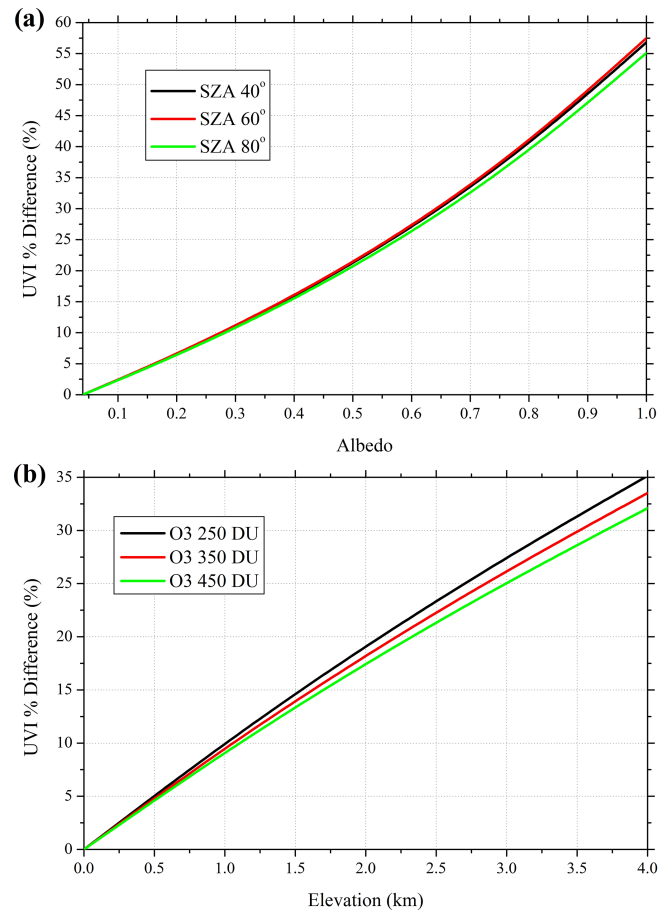 (a)
60
55
50
45
40
35
30
25
20
15
10
5
0
UVI % Difference (%)
SZA 40°
SZA 60°
SZA 80°
0.1 0.2 0.3 0.4 0.5 0.6 0.7 0.8 0.9 1.0
Albedo
(b)
35
30
25
20
15
10
5
0
UVI % Difference (%)
O3 250 DU
O3 350 DU
O3 450 DU
0.0 0.5 1.0 1.5 2.0 2.5 3.0 3.5 4.0
Elevation (km)